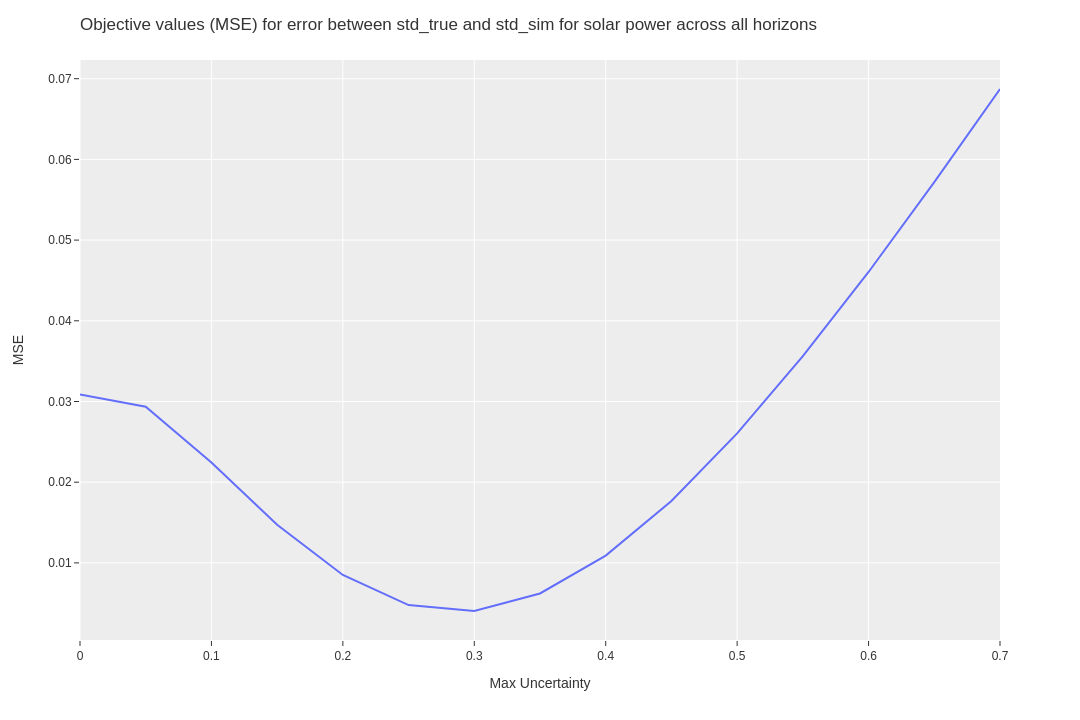 Objective values (MSE) for error between std_true and std_sim for solar power across all horizons
0.07
0.06
0.05
0.04
0.03
0.02
0.01
MSE
0 0.1 0.2 0.3 0.4 0.5 0.6 0.7
Max Uncertainty